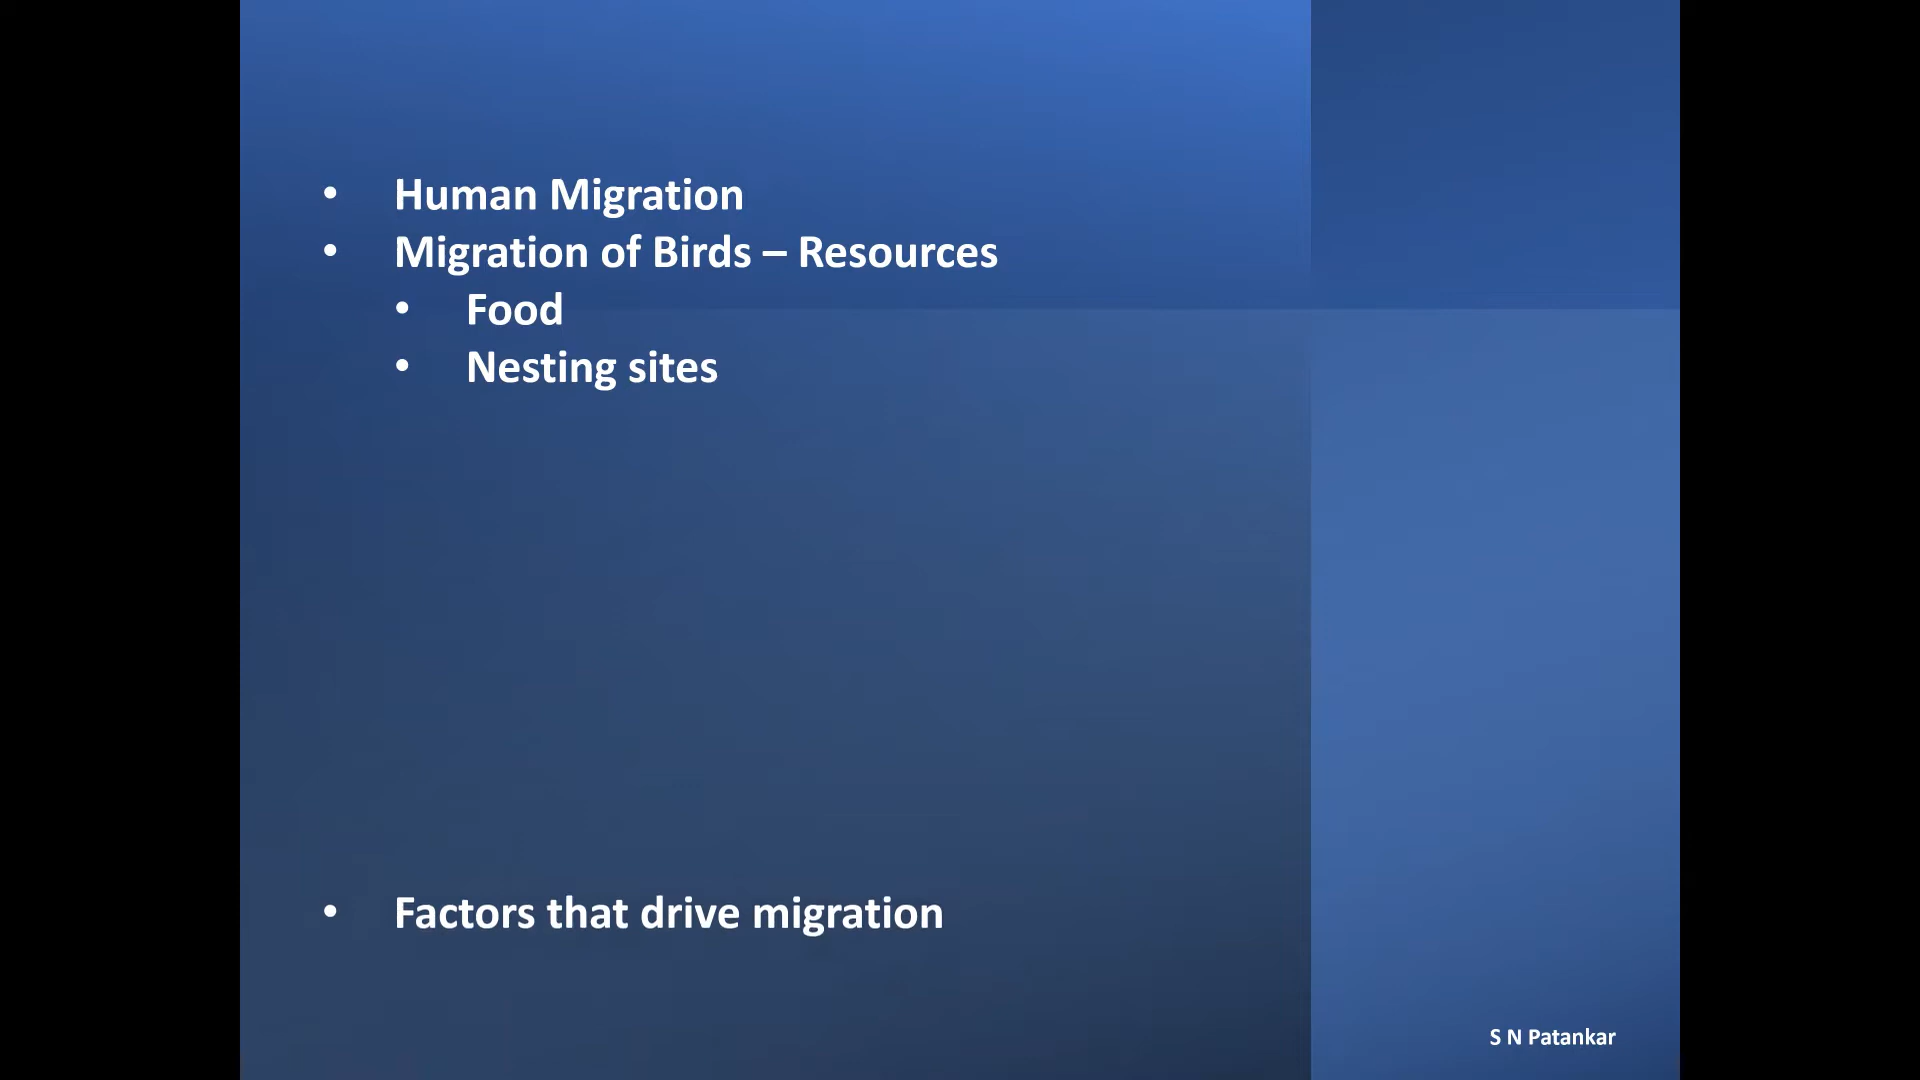 • Human Migration
• Migration of Birds – Resources
• Food
• Nesting sites
• Factors that drive migration
S N Patankar